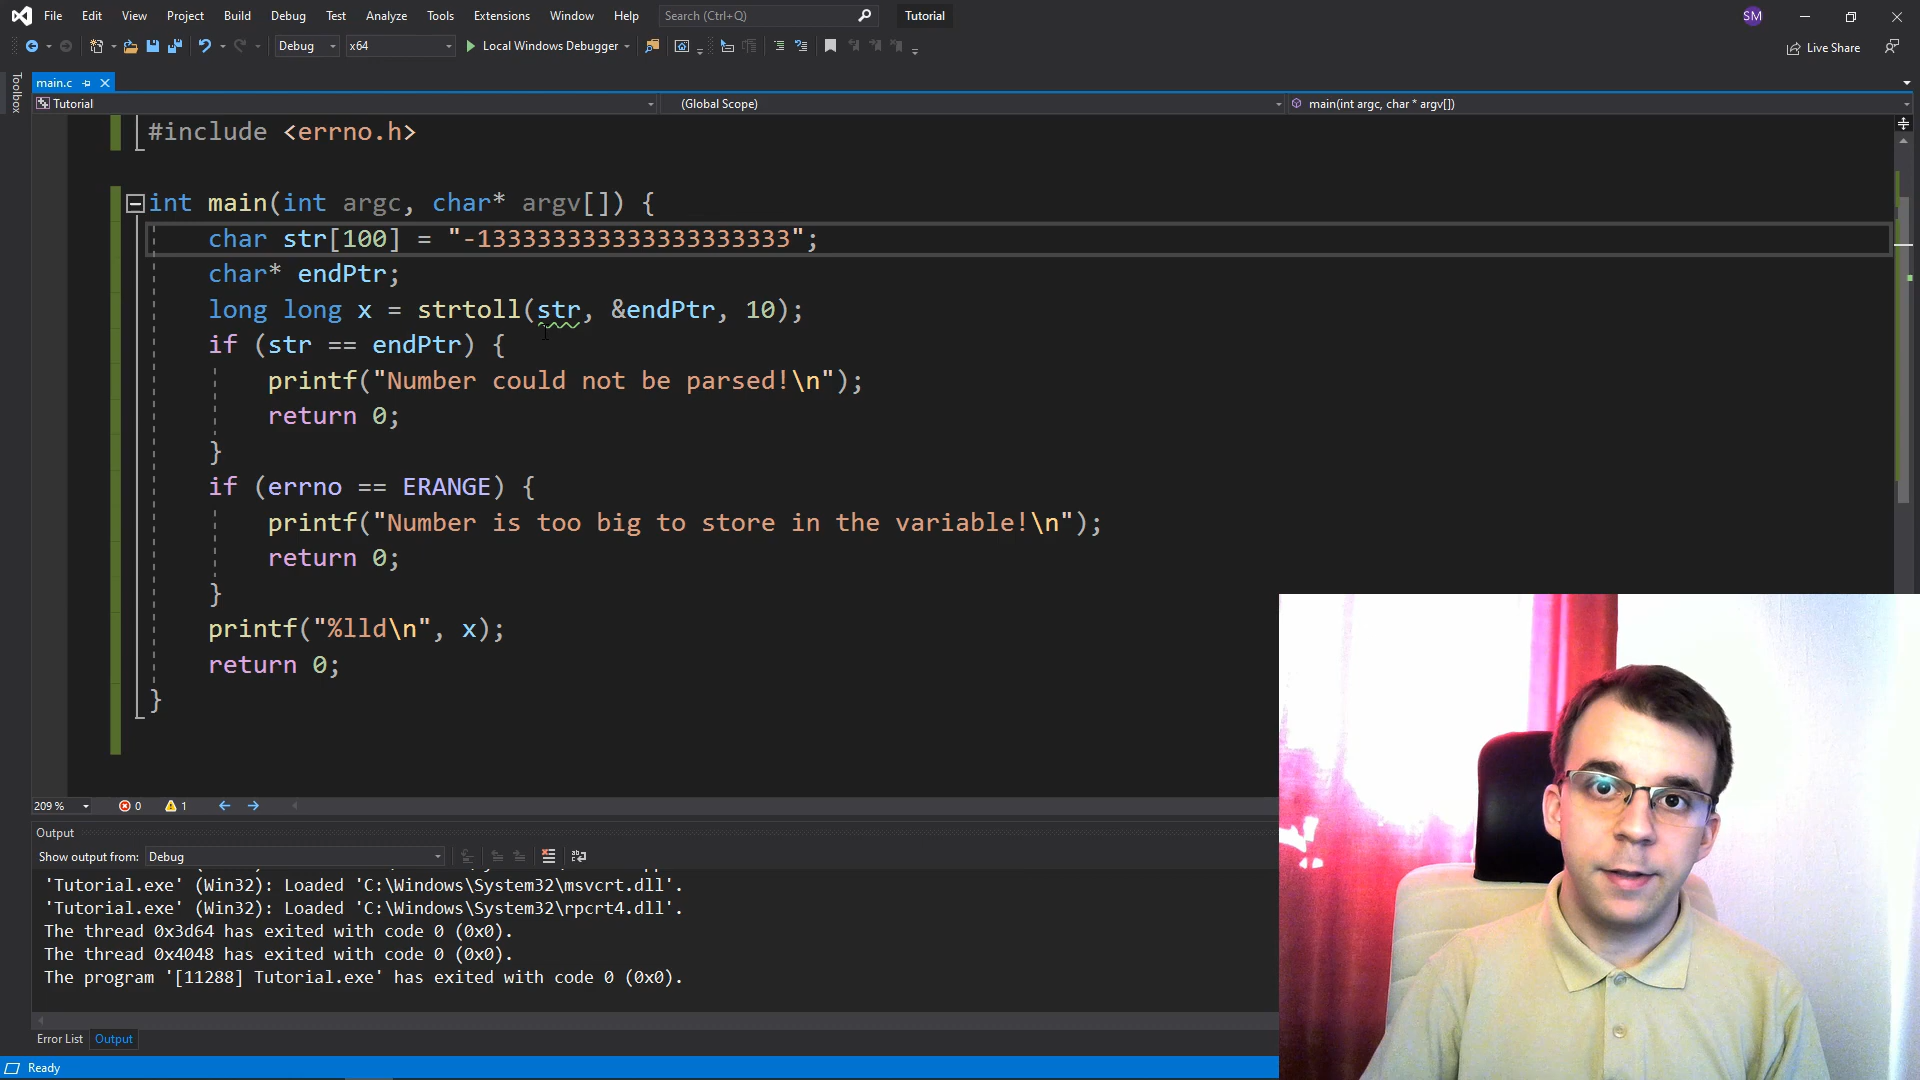 File Edit View Project Build Debug Test Analyze Tools Extensions Window Help Search (Ctrl+Q) Tutorial SM
Debug x64 Local Windows Debugger Live Share
Toolbox
main.c
Tutorial (Global Scope) main(int argc, char * argv[])
#include <errno.h>
int main(int argc, char* argv[]) {
char str[100] = "-133333333333333333333";
char* endPtr;
long long x = strtoll(str, &endPtr, 10);
if (str == endPtr) {
printf("Number could not be parsed!\n");
return 0;
}
if (errno == ERANGE) {
printf("Number is too big to store in the variable!\n");
return 0;
}
printf("%lld\n", x);
return 0;
}
209 % 0 1
Output
Show output from: Debug
'Tutorial.exe' (Win32): Loaded 'C:\Windows\System32\msvcrt.dll'.
'Tutorial.exe' (Win32): Loaded 'C:\Windows\System32\rpcrt4.dll'.
The thread 0x3d64 has exited with code 0 (0x0).
The thread 0x4048 has exited with code 0 (0x0).
The program '[11288] Tutorial.exe' has exited with code 0 (0x0).
Error List Output
Ready